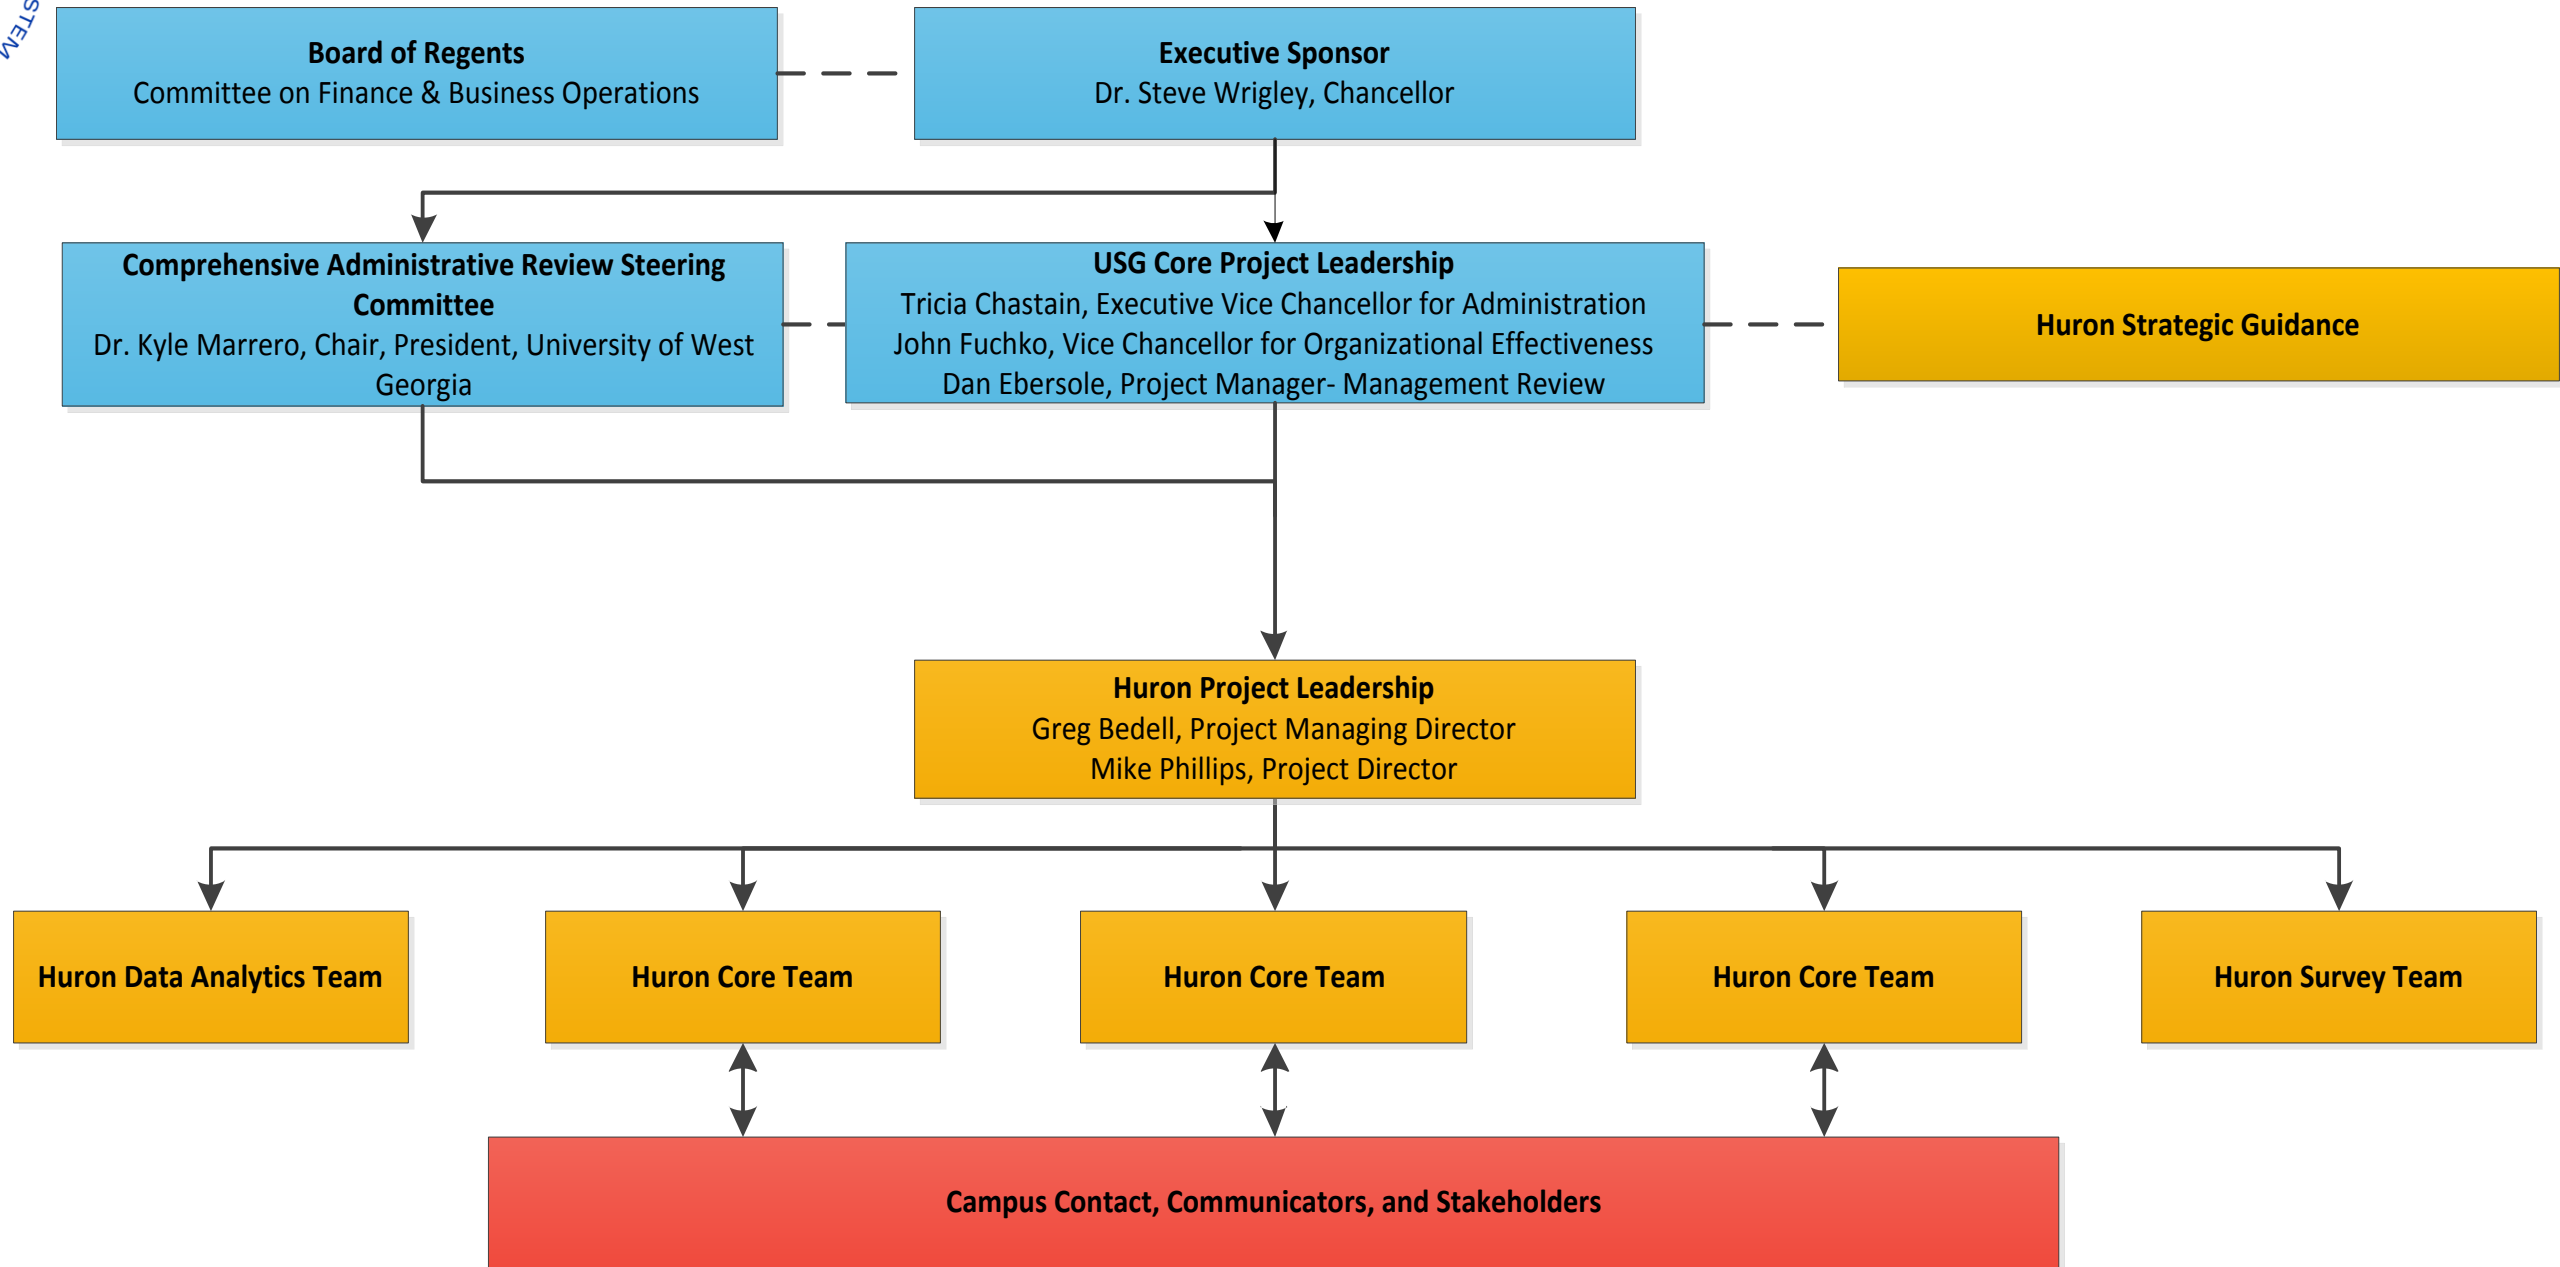 STEM
Board of Regents
Committee on Finance & Business Operations
Executive Sponsor
Dr. Steve Wrigley, Chancellor
Comprehensive Administrative Review Steering
Committee
Dr. Kyle Marrero, Chair, President, University of West
Georgia
USG Core Project Leadership
Tricia Chastain, Executive Vice Chancellor for Administration
John Fuchko, Vice Chancellor for Organizational Effectiveness
Dan Ebersole, Project Manager- Management Review
Huron Strategic Guidance
Huron Project Leadership
Greg Bedell, Project Managing Director
Mike Phillips, Project Director
Huron Data Analytics Team
Huron Core Team
Huron Core Team
Huron Core Team
Huron Survey Team
Campus Contact, Communicators, and Stakeholders